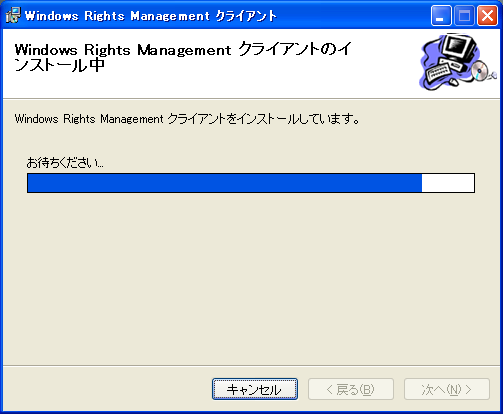 Windows Rights Management クライアント
Windows Rights Management クライアントのイ
ンストール中
Windows Rights Management クライアントをインストールしています。
お待ちください...
キャンセル
< 戻る(B)
次へ(N) >